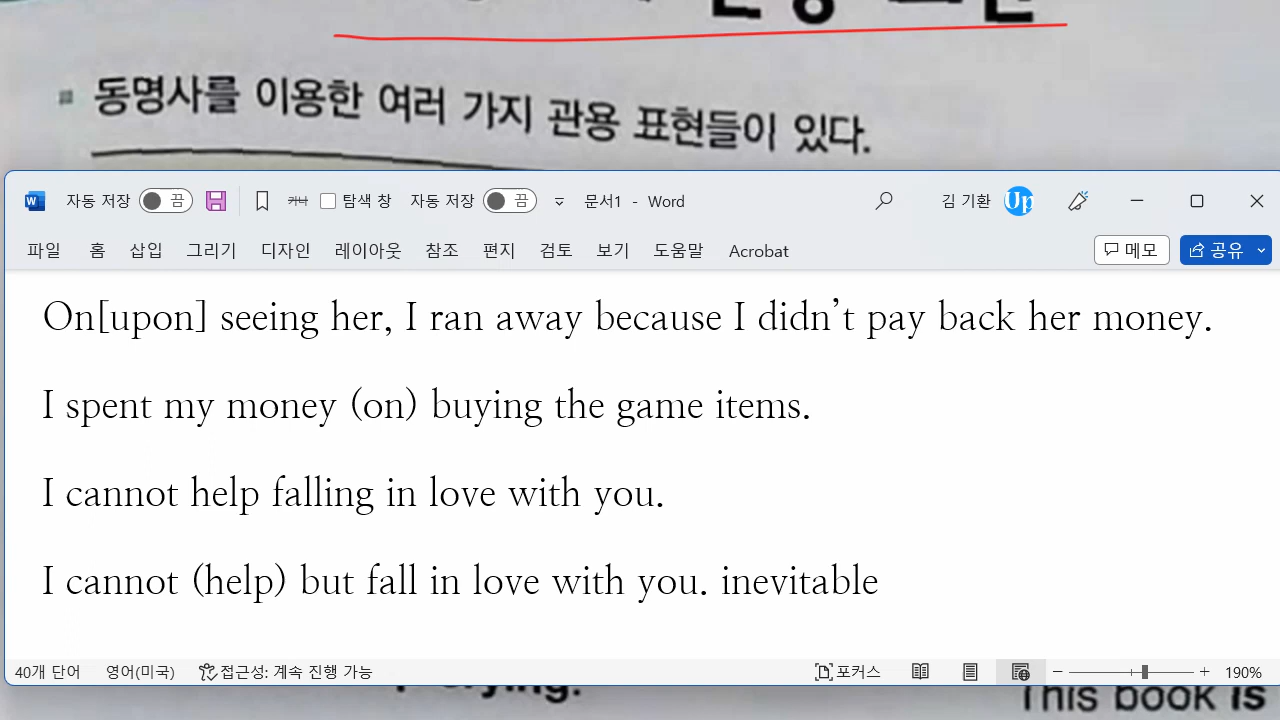 동명사를 이용한 여러 가지 관용 표현들이 있다.
자동 저장 끔 탐색 창 자동 저장 끔 문서1 - Word 김 기환 Up
파일 홈 삽입 그리기 디자인 레이아웃 참조 편지 검토 보기 도움말 Acrobat 메모 공유
On[upon] seeing her, I ran away because I didn’t pay back her money.
I spent my money (on) buying the game items.
I cannot help falling in love with you.
I cannot (help) but fall in love with you. inevitable
40개 단어 영어(미국) 접근성: 계속 진행 가능 포커스 190%
This book is